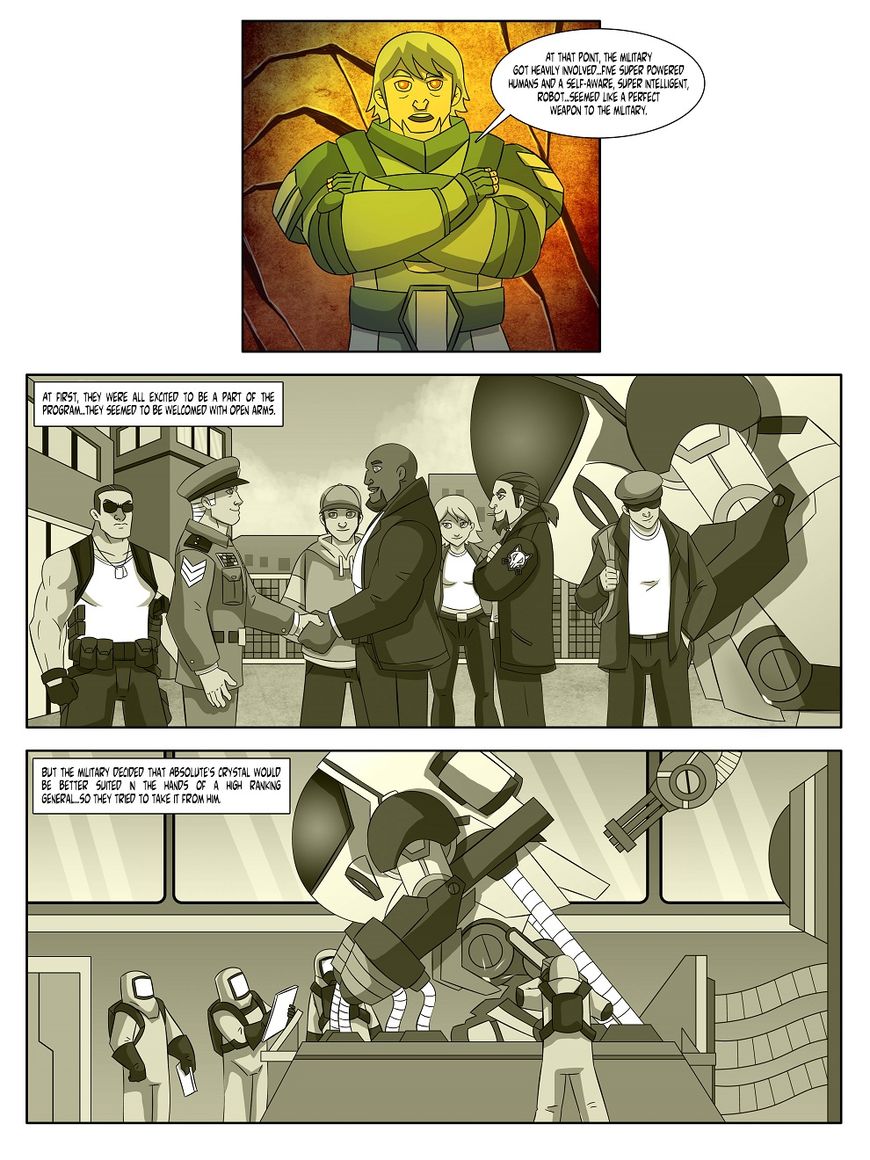 AT THAT POINT, THE MILITARY
GOT HEAVILY INVOLVED...FIVE SUPER POWERED
HUMANS AND A SELF-AWARE, SUPER INTELLIGENT,
ROBOT...SEEMED LIKE A PERFECT
WEAPON TO THE MILITARY.
AT FIRST, THEY WERE ALL EXCITED TO BE A PART OF THE
PROGRAM...THEY SEEMED TO BE WELCOMED WITH OPEN ARMS.
BUT THE MILITARY DECIDED THAT ABSOLUTE'S CRYSTAL WOULD
BE BETTER SUITED N THE HANDS OF A HIGH RANKING
GENERAL...SO THEY TRIED TO TAKE IT FROM HIM.